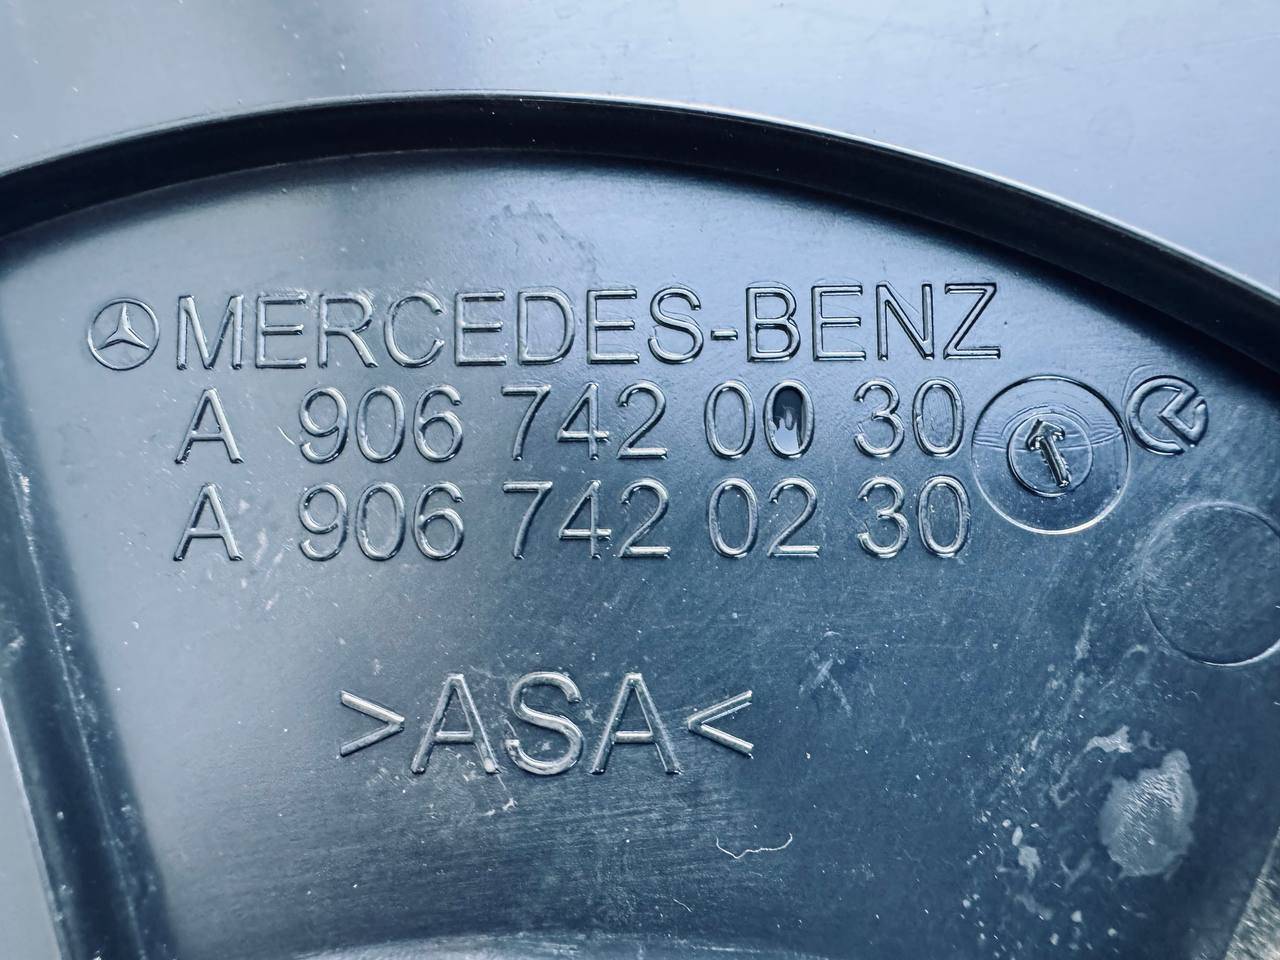 MERCEDES-BENZ
A 906 742 00 30
A 906 742 02 30
>ASA<